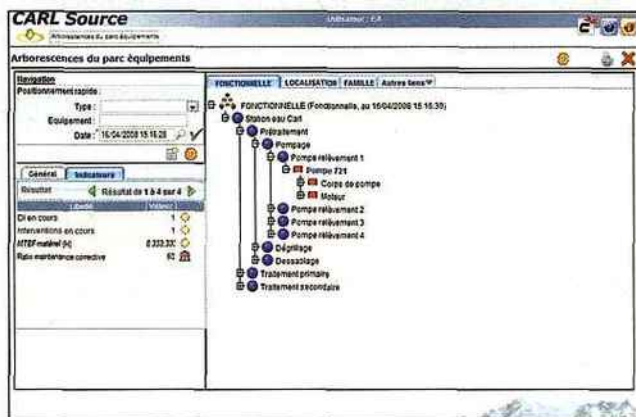 CARL Source
Utilisateur : EA
Arborescences du parc équipements
Arborescences du parc équipements
Navigation
Positionnement rapide :
Type :
Equipement :
Date : 16/04/2008 15:16:28
Général
Indicateurs
Résultat
Résultat de 1 à 4 sur 4
Libellé
Valeur
DI en cours 1
Interventions en cours 1
MTBF matériel (H)
Ratio maintenance corrective
FONCTIONNELLE
LOCALISATION
FAMILLE
Autres liens
FONCTIONNELLE (Fonctionnelle, au 16/04/2008 15:15:30)
Station eau Carl
Prétraitement
Pompage
Pompe relèvement 1
Pompe 721
Corps de pompe
Moteur
Pompe relèvement 2
Pompe relèvement 3
Pompe relèvement 4
Dégrillage
Dessablage
Traitement primaire
Traitement secondaire